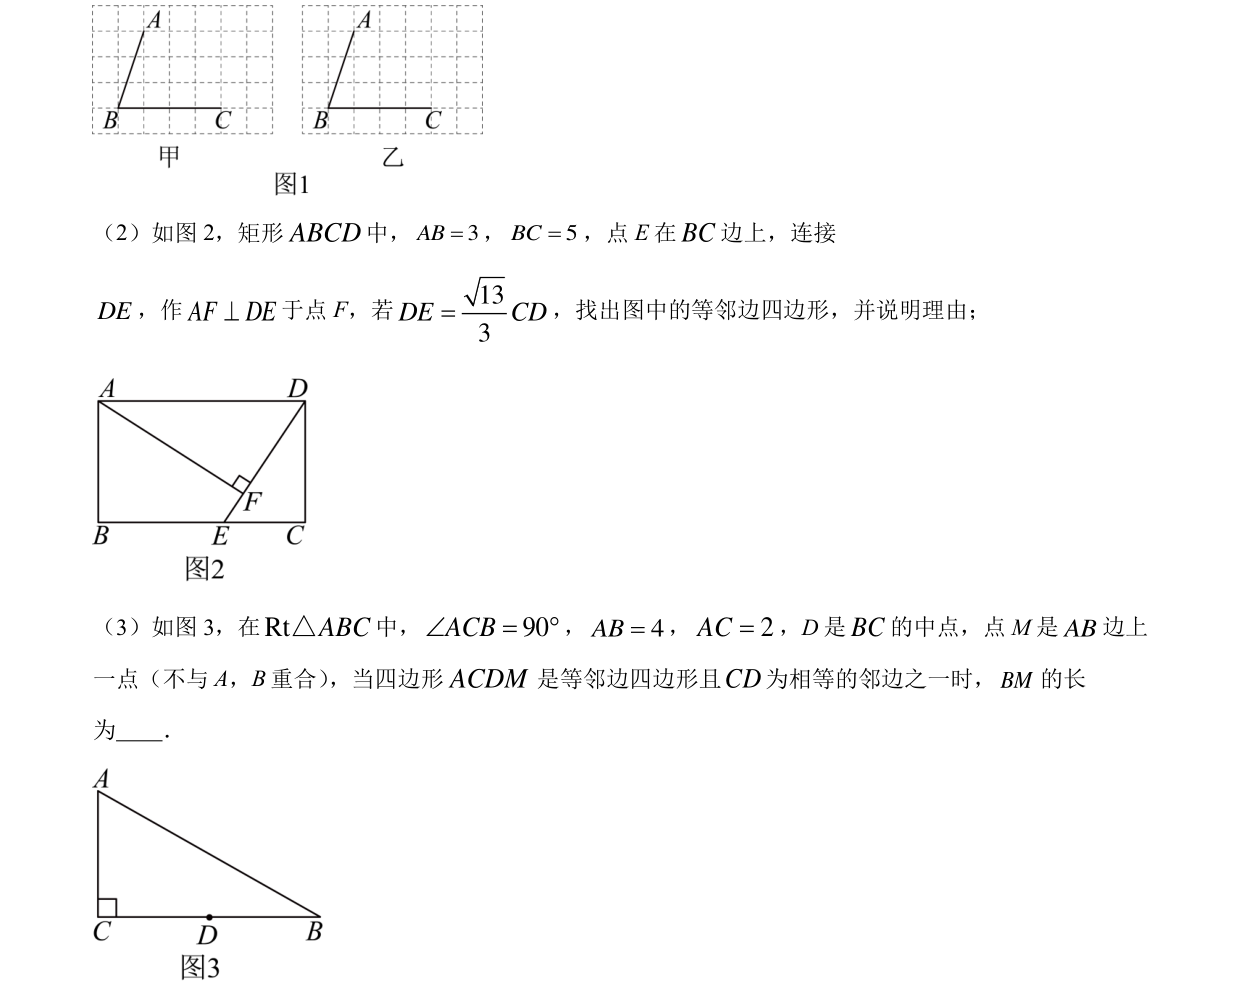 A A
B C B C
甲 乙
图1
（2）如图 2，矩形 ABCD 中，AB = 3，BC = 5，点 E 在 BC 边上，连接
DE，作 AF ⊥ DE 于点 F，若 DE = √13/3 CD，找出图中的等邻边四边形，并说明理由；
A D
F
B E C
图2
（3）如图 3，在 Rt△ABC 中，∠ACB = 90°，AB = 4，AC = 2，D 是 BC 的中点，点 M 是 AB 边上
一点（不与 A，B 重合），当四边形 ACDM 是等邻边四边形且 CD 为相等的邻边之一时，BM 的长
为____．
A
C D B
图3